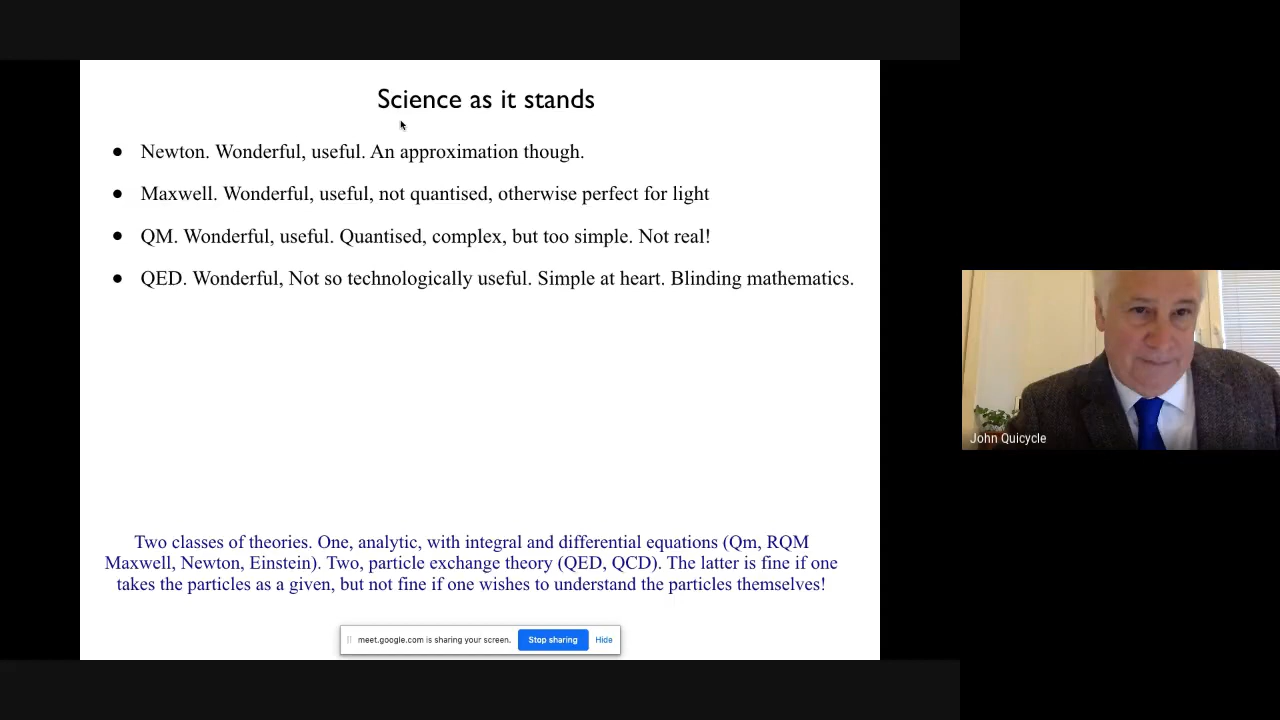 Science as it stands
● Newton. Wonderful, useful. An approximation though.
● Maxwell. Wonderful, useful, not quantised, otherwise perfect for light
● QM. Wonderful, useful. Quantised, complex, but too simple. Not real!
● QED. Wonderful, Not so technologically useful. Simple at heart. Blinding mathematics.
John Quicycle
Two classes of theories. One, analytic, with integral and differential equations (Qm, RQM
Maxwell, Newton, Einstein). Two, particle exchange theory (QED, QCD). The latter is fine if one
takes the particles as a given, but not fine if one wishes to understand the particles themselves!
meet.google.com is sharing your screen. Stop sharing Hide